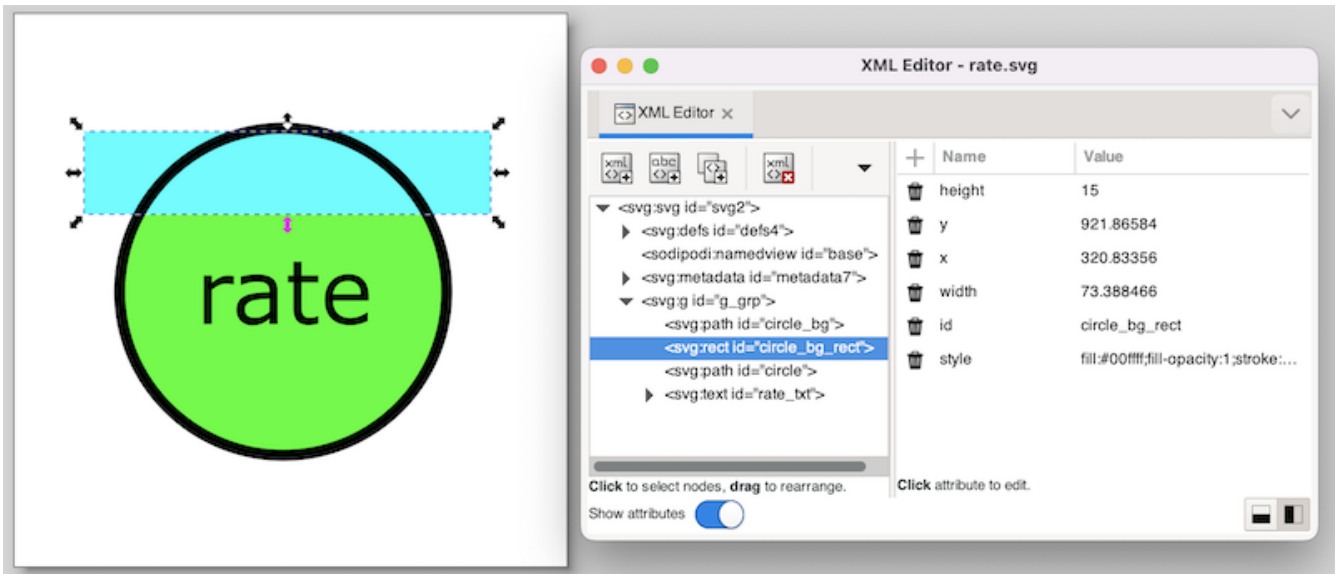 rate
XML Editor - rate.svg
XML Editor
xml
abc
xml
Name Value
height 15
y 921.86584
x 320.83356
width 73.388466
id circle_bg_rect
style fill:#00ffff;fill-opacity:1;stroke:...
<svg:svg id="svg2">
<svg:defs id="defs4">
<sodipodi:namedview id="base">
<svg:metadata id="metadata7">
<svg:g id="g_grp">
<svg:path id="circle_bg">
<svg:rect id="circle_bg_rect">
<svg:path id="circle">
<svg:text id="rate_txt">
Click to select nodes, drag to rearrange.
Click attribute to edit.
Show attributes